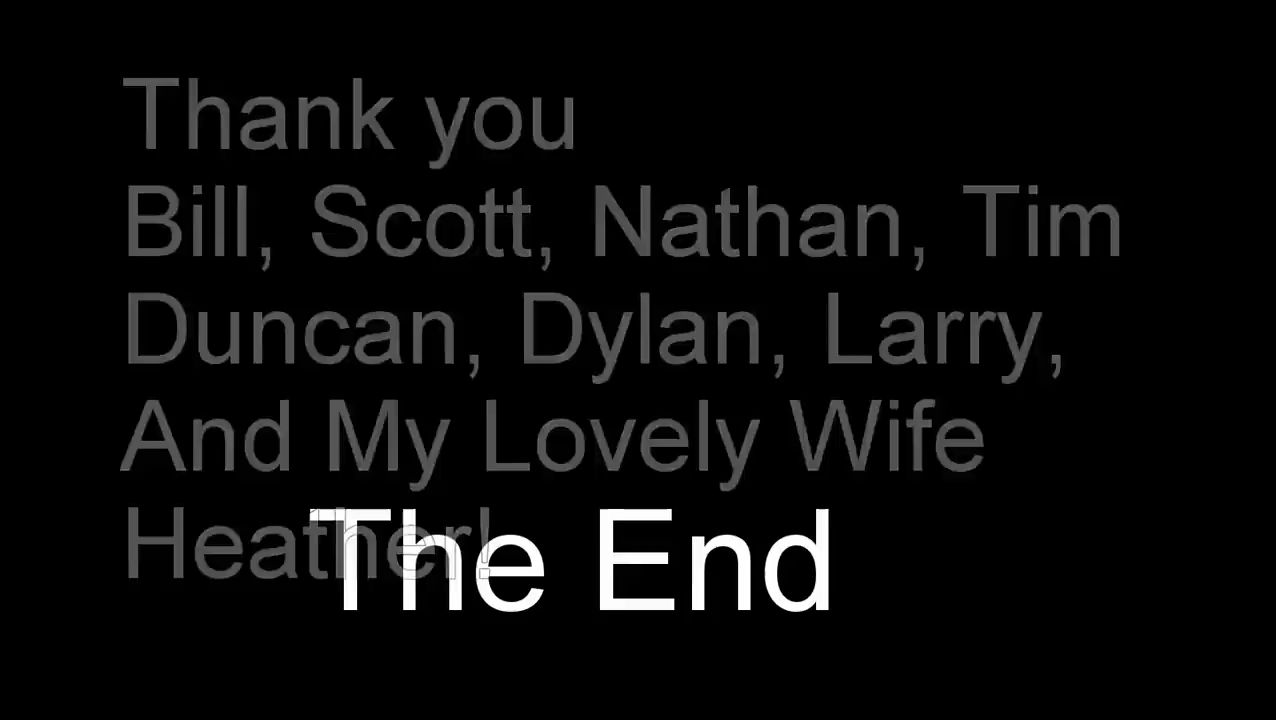 Thank you
Bill, Scott, Nathan, Tim
Duncan, Dylan, Larry,
And My Lovely Wife
Heather!
The End